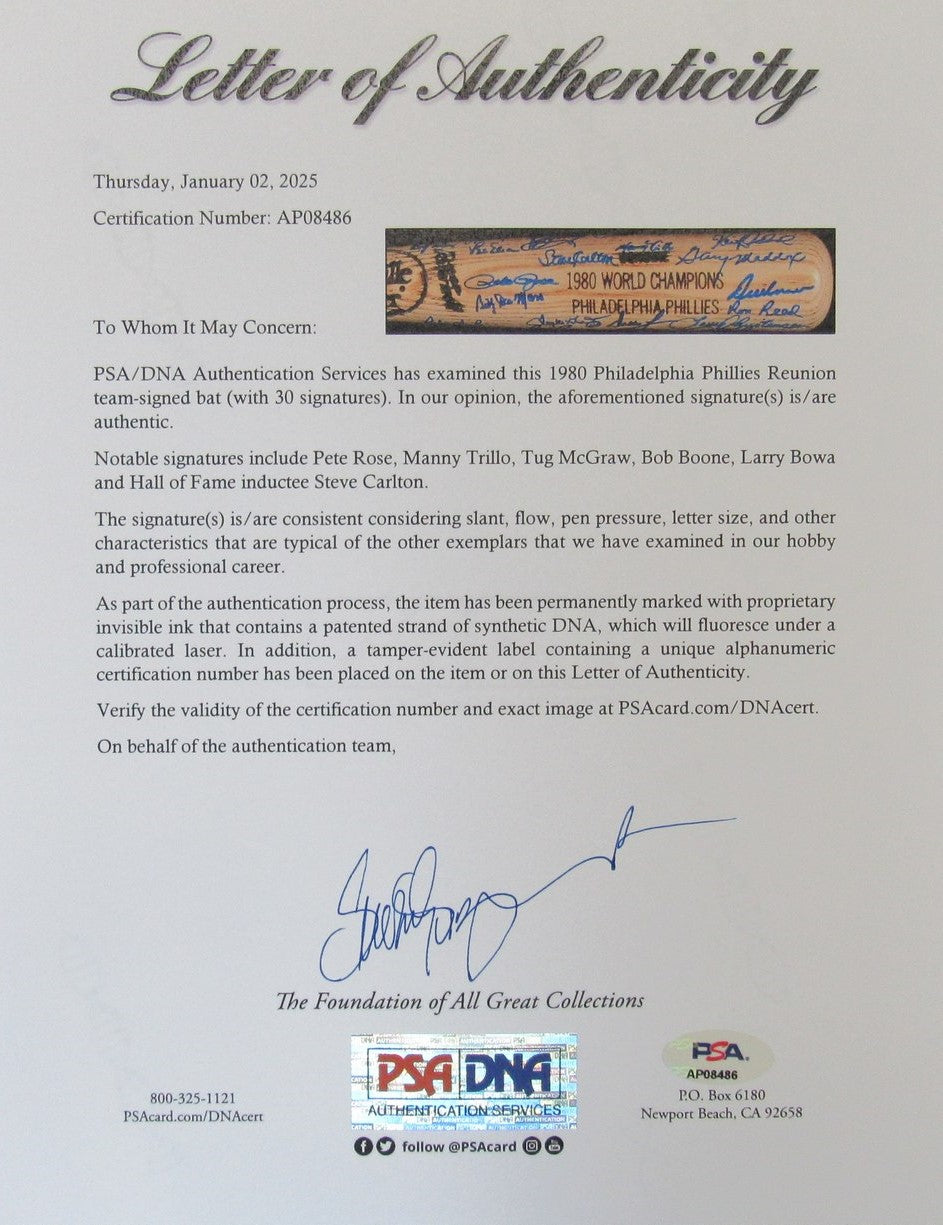 Letter of Authenticity
Thursday, January 02, 2025
Certification Number: AP08486
Steve Carlton
Garry Maddox
Pete Rose
1980 WORLD CHAMPIONS
PHILADELPHIA PHILLIES
Ron Reed
To Whom It May Concern:
PSA/DNA Authentication Services has examined this 1980 Philadelphia Phillies Reunion
team-signed bat (with 30 signatures). In our opinion, the aforementioned signature(s) is/are
authentic.
Notable signatures include Pete Rose, Manny Trillo, Tug McGraw, Bob Boone, Larry Bowa
and Hall of Fame inductee Steve Carlton.
The signature(s) is/are consistent considering slant, flow, pen pressure, letter size, and other
characteristics that are typical of the other exemplars that we have examined in our hobby
and professional career.
As part of the authentication process, the item has been permanently marked with proprietary
invisible ink that contains a patented strand of synthetic DNA, which will fluoresce under a
calibrated laser. In addition, a tamper-evident label containing a unique alphanumeric
certification number has been placed on the item or on this Letter of Authenticity.
Verify the validity of the certification number and exact image at PSAcard.com/DNAcert.
On behalf of the authentication team,
The Foundation of All Great Collections
800-325-1121
PSAcard.com/DNAcert
PSA DNA
AUTHENTICATION SERVICES
follow @PSAcard
PSA.
AP08486
P.O. Box 6180
Newport Beach, CA 92658